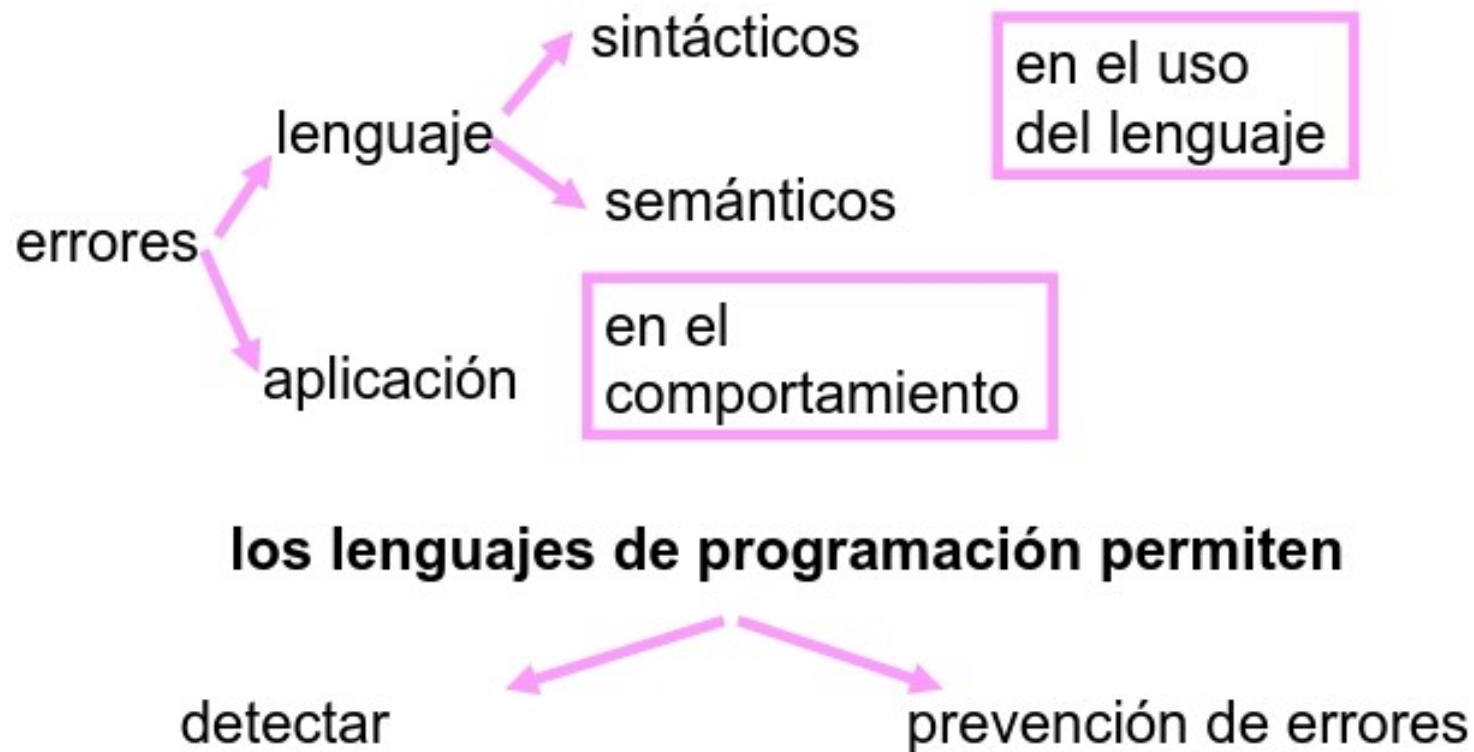 sintácticos
en el uso
del lenguaje
lenguaje
semánticos
errores
en el
comportamiento
aplicación
los lenguajes de programación permiten
detectar
prevención de errores